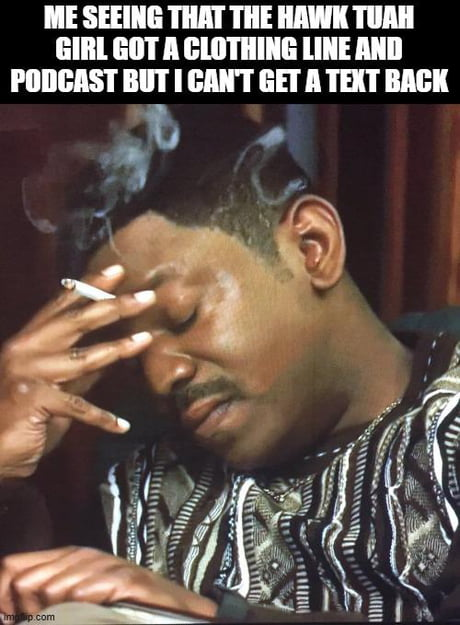 ME SEEING THAT THE HAWK TUAH
GIRL GOT A CLOTHING LINE AND
PODCAST BUT I CAN'T GET A TEXT BACK
imgflip.com